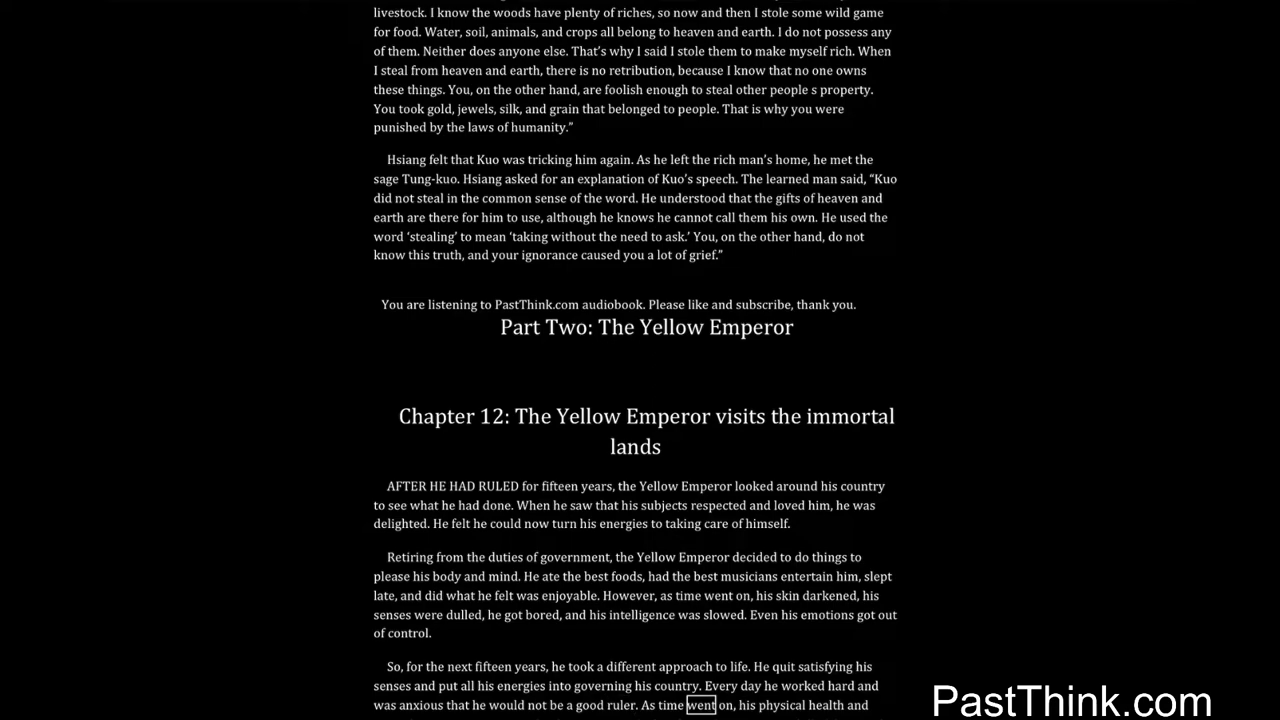 livestock. I know the woods have plenty of riches, so now and then I stole some wild game
for food. Water, soil, animals, and crops all belong to heaven and earth. I do not possess any
of them. Neither does anyone else. That’s why I said I stole them to make myself rich. When
I steal from heaven and earth, there is no retribution, because I know that no one owns
these things. You, on the other hand, are foolish enough to steal other people s property.
You took gold, jewels, silk, and grain that belonged to people. That is why you were
punished by the laws of humanity.”
Hsiang felt that Kuo was tricking him again. As he left the rich man’s home, he met the
sage Tung-kuo. Hsiang asked for an explanation of Kuo’s speech. The learned man said, “Kuo
did not steal in the common sense of the word. He understood that the gifts of heaven and
earth are there for him to use, although he knows he cannot call them his own. He used the
word ‘stealing’ to mean ‘taking without the need to ask.’ You, on the other hand, do not
know this truth, and your ignorance caused you a lot of grief.”
You are listening to PastThink.com audiobook. Please like and subscribe, thank you.
Part Two: The Yellow Emperor
Chapter 12: The Yellow Emperor visits the immortal
lands
AFTER HE HAD RULED for fifteen years, the Yellow Emperor looked around his country
to see what he had done. When he saw that his subjects respected and loved him, he was
delighted. He felt he could now turn his energies to taking care of himself.
Retiring from the duties of government, the Yellow Emperor decided to do things to
please his body and mind. He ate the best foods, had the best musicians entertain him, slept
late, and did what he felt was enjoyable. However, as time went on, his skin darkened, his
senses were dulled, he got bored, and his intelligence was slowed. Even his emotions got out
of control.
So, for the next fifteen years, he took a different approach to life. He quit satisfying his
senses and put all his energies into governing his country. Every day he worked hard and
was anxious that he would not be a good ruler. As time went on, his physical health and
PastThink.com